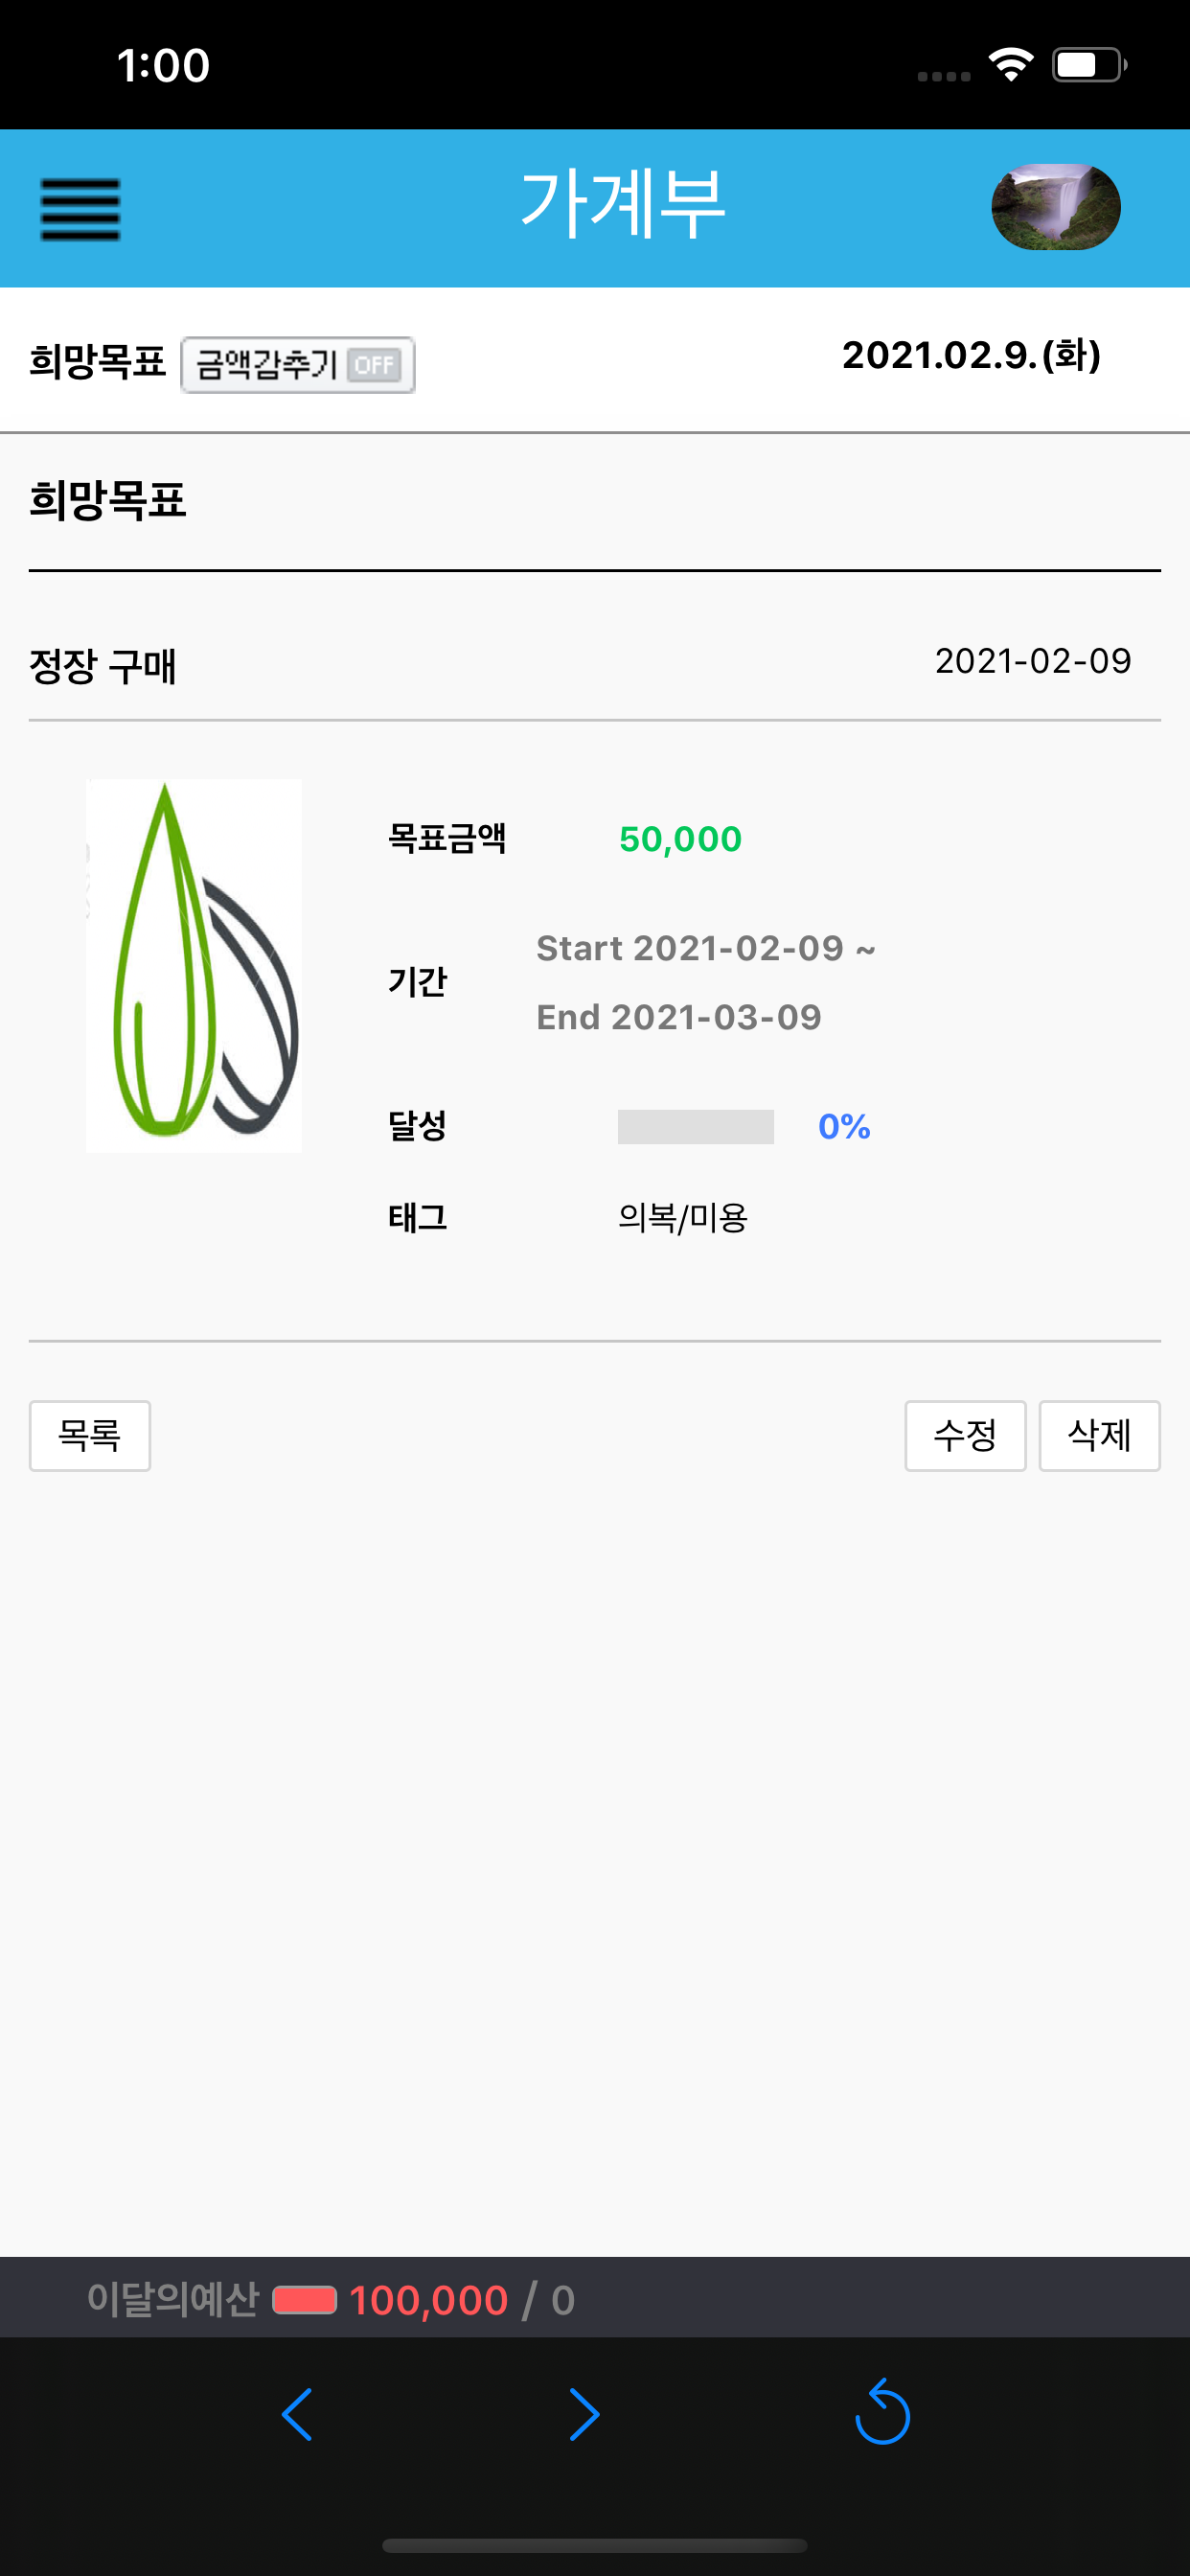 1:00
가계부
희망목표 금액감추기 OFF 2021.02.9.(화)
희망목표
정장 구매 2021-02-09
목표금액 50,000
기간 Start 2021-02-09 ~
End 2021-03-09
달성 0%
태그 의복/미용
목록 수정 삭제
이달의예산 100,000 / 0